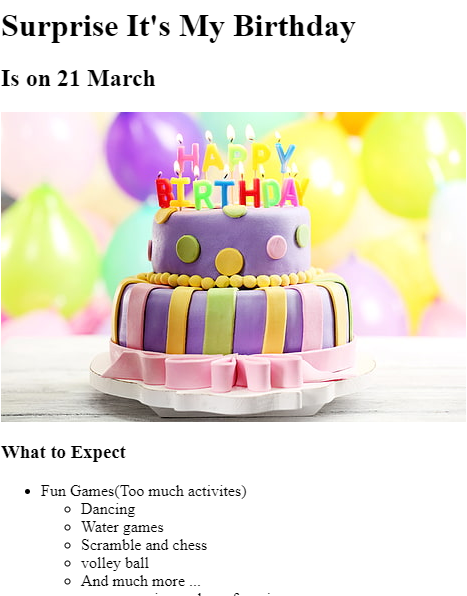 Surprise It's My Birthday
Is on 21 March
HAPPY
BIRTHDAY
What to Expect
Fun Games(Too much activites)
Dancing
Water games
Scramble and chess
volley ball
And much more ...